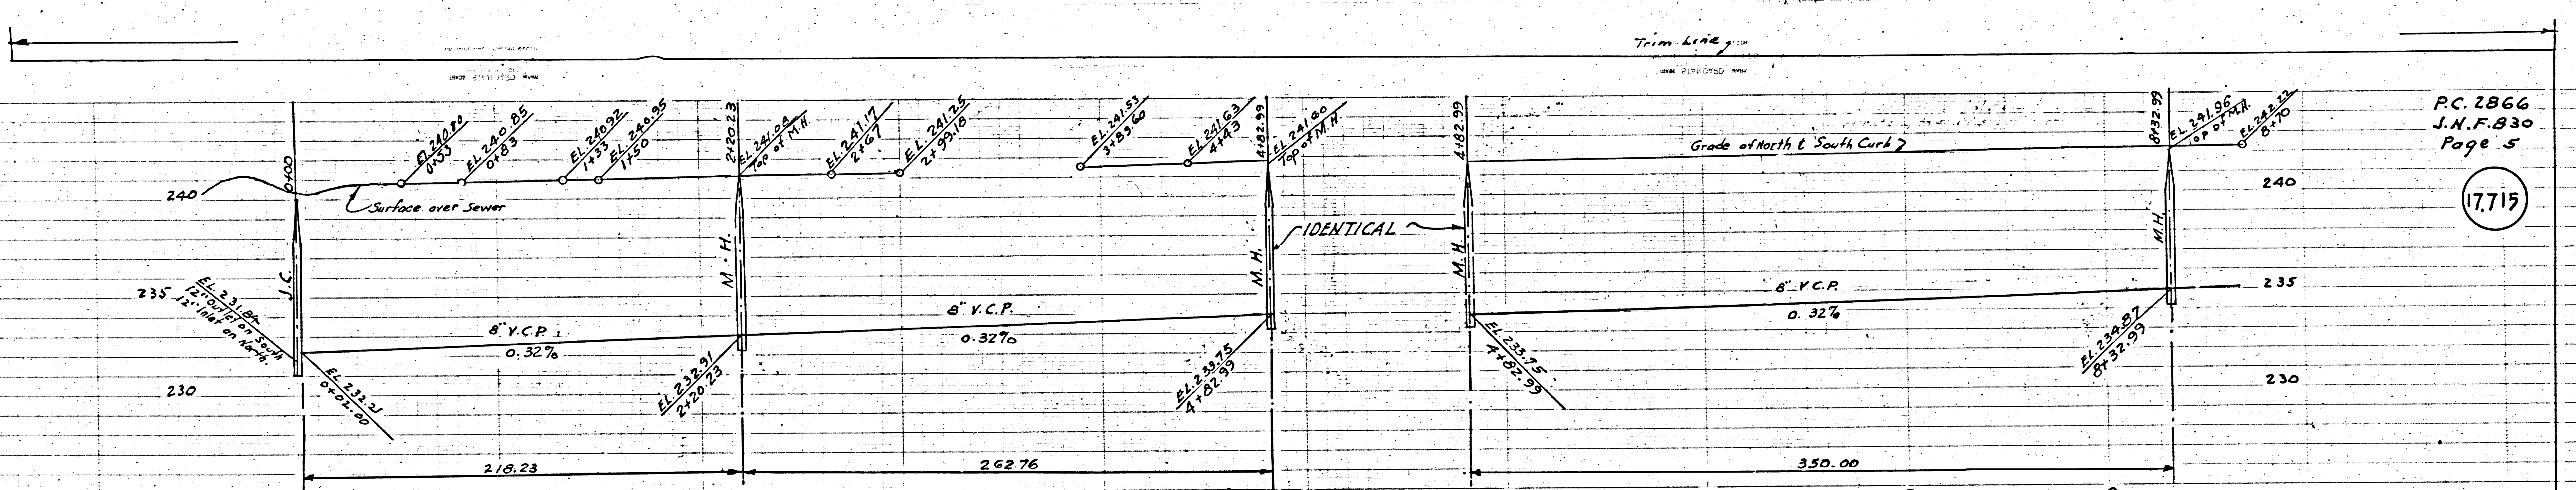 Trim Line
STANDARD
STANDARD
P.C. 2866
J.N.F. 830
Page 5
17,715
0+00
EL. 240.80
0+53
EL. 240.85
0+83
EL. 240.92
1+33
EL. 240.95
1+50
2+20.23
EL. 241.04
Top of M.H.
EL. 241.17
2+67
EL. 241.25
2+99.18
EL. 241.53
3+89.60
EL. 241.63
4+43
4+82.99
EL. 241.80
Top of M.H.
4+82.99
Grade of North & South Curb
8+32.99
EL. 241.96
Top of M.H.
EL. 242.22
8+70
240
Surface over Sewer
240
IDENTICAL
J.C.
M.H.
M.H.
M.H.
M.H.
235
EL. 231.84
12" Outlet on South
12" Inlet on North.
8" V.C.P.
0.32%
8" V.C.P.
0.32%
8" V.C.P.
0.32%
235
230
EL. 232.21
0+02.00
EL. 232.91
2+20.23
EL. 233.75
4+82.99
EL. 233.75
4+82.99
EL. 234.87
8+32.99
230
218.23
262.76
350.00